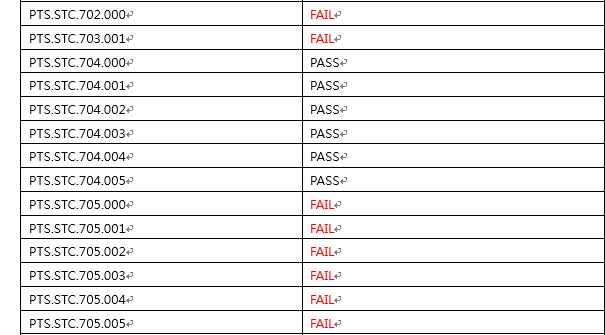 PTS.STC.702.000 FAIL
PTS.STC.703.001 FAIL
PTS.STC.704.000 PASS
PTS.STC.704.001 PASS
PTS.STC.704.002 PASS
PTS.STC.704.003 PASS
PTS.STC.704.004 PASS
PTS.STC.704.005 PASS
PTS.STC.705.000 FAIL
PTS.STC.705.001 FAIL
PTS.STC.705.002 FAIL
PTS.STC.705.003 FAIL
PTS.STC.705.004 FAIL
PTS.STC.705.005 FAIL